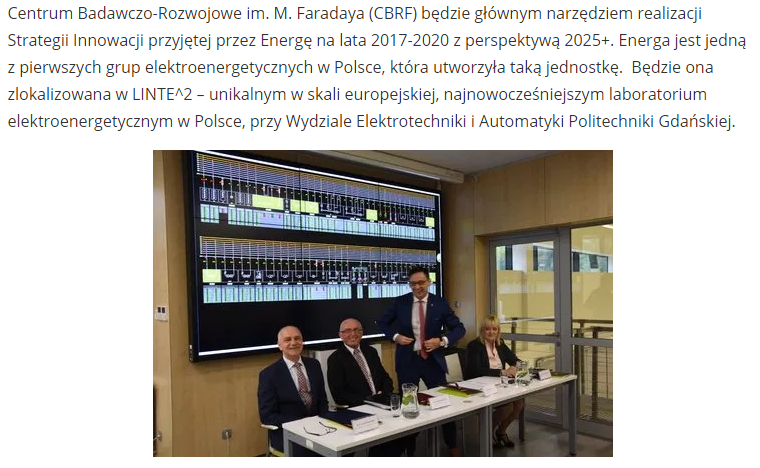 Centrum Badawczo-Rozwojowe im. M. Faradaya (CBRF) będzie głównym narzędziem realizacji
Strategii Innowacji przyjętej przez Energę na lata 2017-2020 z perspektywą 2025+. Energa jest jedną
z pierwszych grup elektroenergetycznych w Polsce, która utworzyła taką jednostkę.  Będzie ona
zlokalizowana w LINTE^2 – unikalnym w skali europejskiej, najnowocześniejszym laboratorium
elektroenergetycznym w Polsce, przy Wydziale Elektrotechniki i Automatyki Politechniki Gdańskiej.